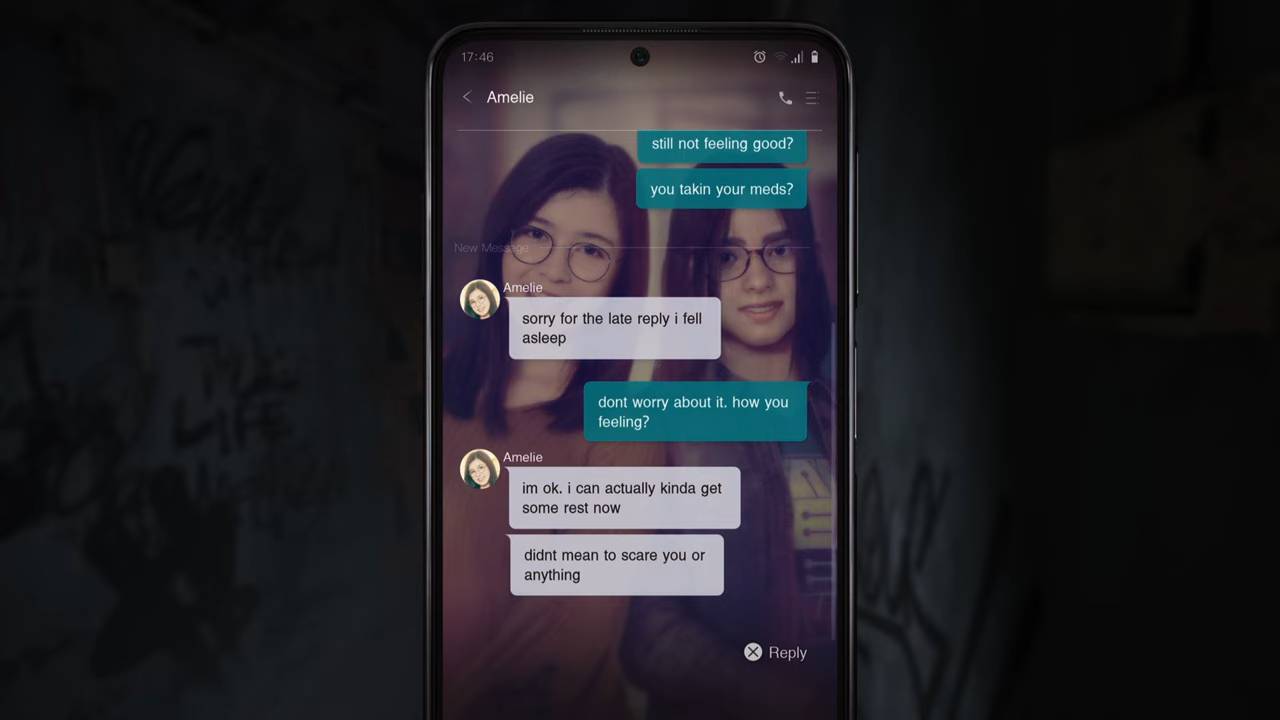 17:46
Amelie
still not feeling good?
you takin your meds?
New Message
Amelie
sorry for the late reply i fell
asleep
dont worry about it. how you
feeling?
Amelie
im ok. i can actually kinda get
some rest now
didnt mean to scare you or
anything
Reply